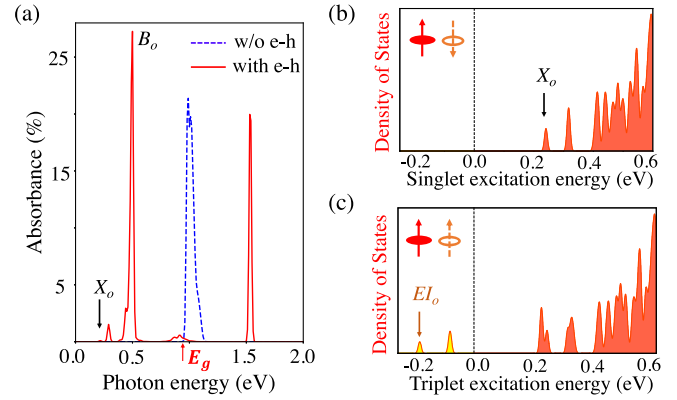 (a)
B_o
w/o e-h
with e-h
25
15
5
Absorbance (%)
X_o
E_g
0.0 0.5 1.0 1.5 2.0
Photon energy (eV)
(b)
Density of States
X_o
-0.2 0.0 0.2 0.4 0.6
Singlet excitation energy (eV)
(c)
Density of States
EI_o
-0.2 0.0 0.2 0.4 0.6
Triplet excitation energy (eV)